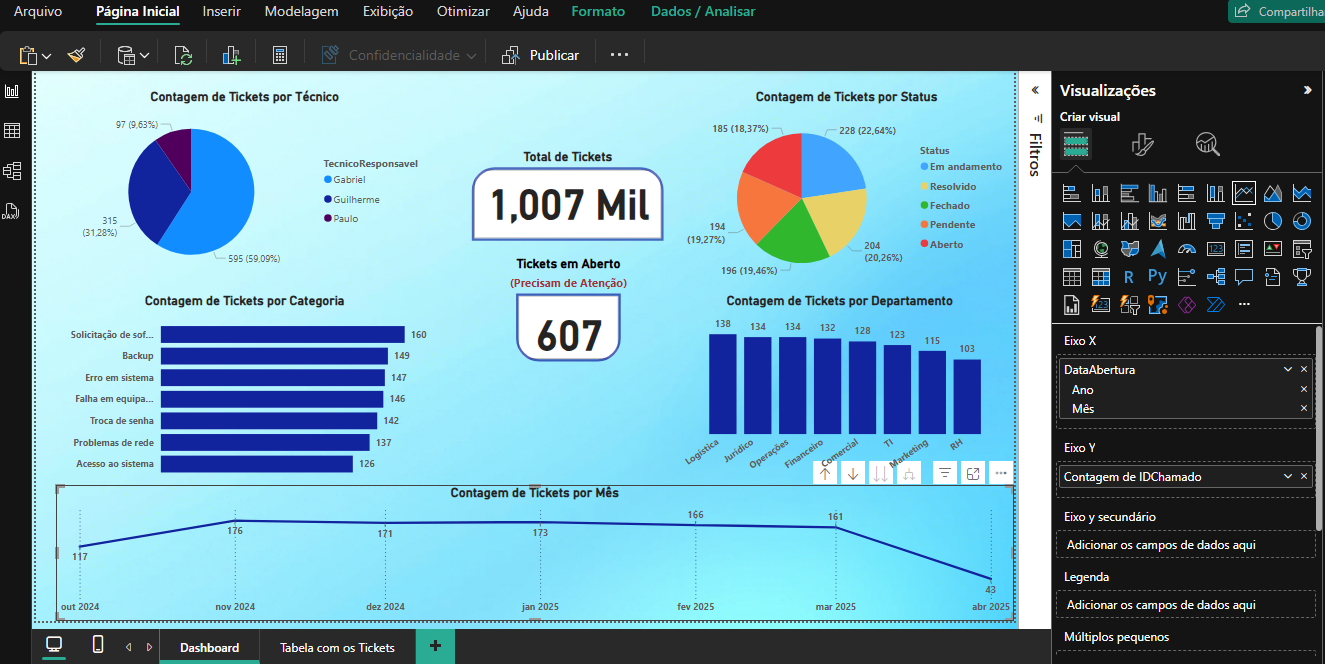 Arquivo Página Inicial Inserir Modelagem Exibição Otimizar Ajuda Formato Dados / Analisar Compartilha
Confidencialidade Publicar
Contagem de Tickets por Técnico
97 (9,63%)
315
(31,28%)
595 (59,09%)
TecnicoResponsavel
Gabriel
Guilherme
Paulo
Total de Tickets
1,007 Mil
Tickets em Aberto
(Precisam de Atenção)
607
Contagem de Tickets por Status
185 (18,37%)
228 (22,64%)
194
(19,27%)
204
(20,26%)
196 (19,46%)
Status
Em andamento
Resolvido
Fechado
Pendente
Aberto
Contagem de Tickets por Categoria
Solicitação de sof... 160
Backup 149
Erro em sistema 147
Falha em equipa... 146
Troca de senha 142
Problemas de rede 137
Acesso ao sistema 126
Contagem de Tickets por Departamento
138 134 134 132 128 123 115 103
Logística Jurídico Operações Financeiro Comercial TI Marketing RH
Contagem de Tickets por Mês
117 176 171 173 166 161 43
out 2024 nov 2024 dez 2024 jan 2025 fev 2025 mar 2025 abr 2025
Dashboard Tabela com os Tickets
Filtros
Visualizações
Criar visual
123
R Py
123
Eixo X
DataAbertura
Ano
Mês
Eixo Y
Contagem de IDChamado
Eixo y secundário
Adicionar os campos de dados aqui
Legenda
Adicionar os campos de dados aqui
Múltiplos pequenos
DAX